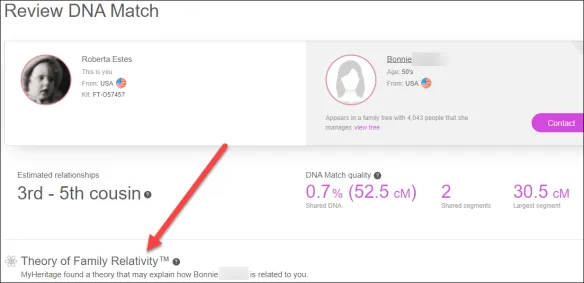 Review DNA Match
Roberta Estes
This is you
From: USA
Kit: FT-O57457
Bonnie
Age: 50's
From: USA
Appears in a family tree with 4,043 people that she
manages view tree
Contact
Estimated relationships
3rd - 5th cousin ?
DNA Match quality ?
0.7% (52.5 cM)
Shared DNA
2
Shared segments
30.5 cM
Largest segment
Theory of Family Relativity™ ?
MyHeritage found a theory that may explain how Bonnie is related to you.